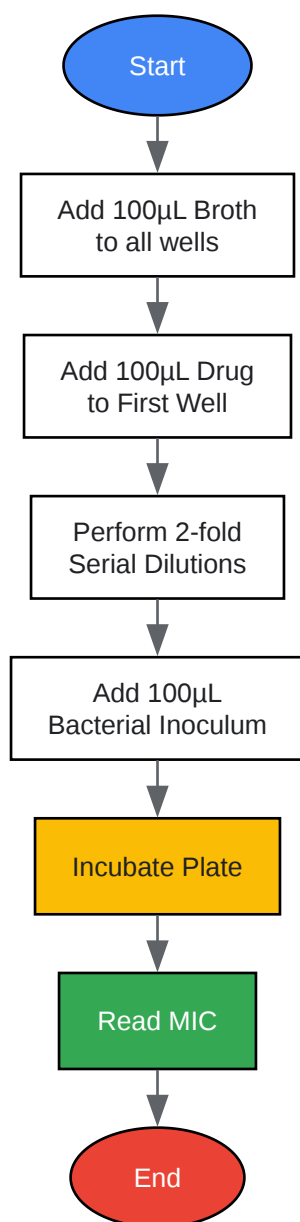 Start
Add 100µL Broth
to all wells
Add 100µL Drug
to First Well
Perform 2-fold
Serial Dilutions
Add 100µL
Bacterial Inoculum
Incubate Plate
Read MIC
End